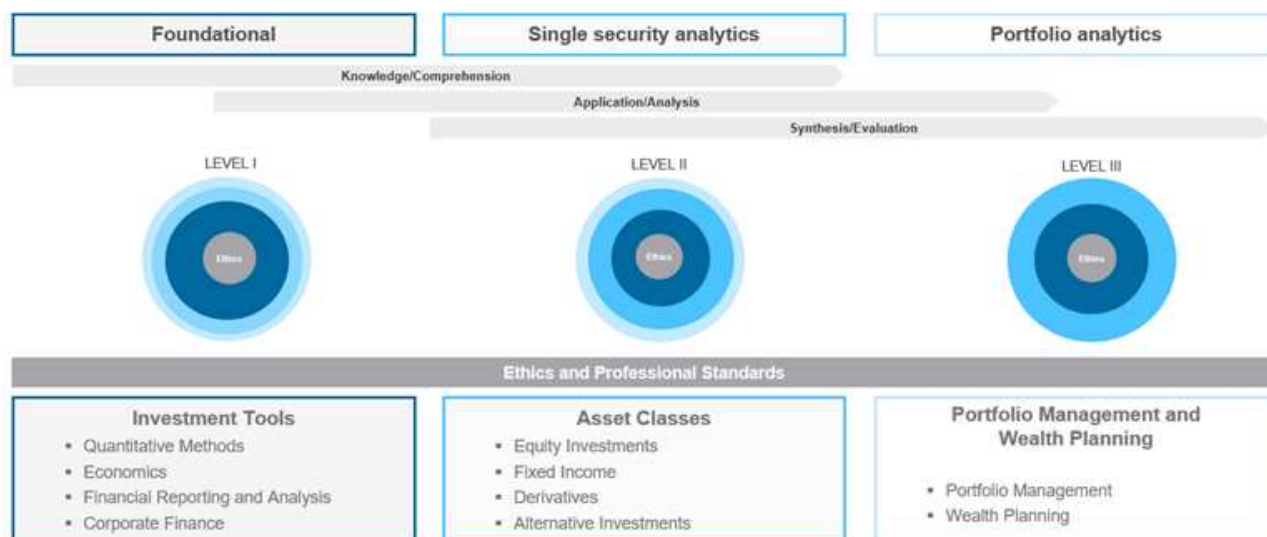 Foundational
Single security analytics
Portfolio analytics
Knowledge/Comprehension
Application/Analysis
Synthesis/Evaluation
LEVEL I
LEVEL II
LEVEL III
Ethics
Ethics
Ethics
Ethics and Professional Standards
Investment Tools
▪ Quantitative Methods
▪ Economics
▪ Financial Reporting and Analysis
▪ Corporate Finance
Asset Classes
▪ Equity Investments
▪ Fixed Income
▪ Derivatives
▪ Alternative Investments
Portfolio Management and
Wealth Planning
▪ Portfolio Management
▪ Wealth Planning